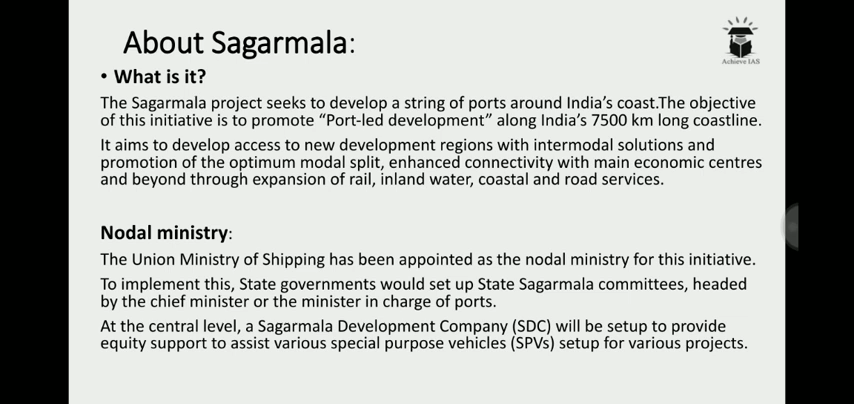 About Sagarmala:
Achieve IAS
• What is it?
The Sagarmala project seeks to develop a string of ports around India's coast.The objective
of this initiative is to promote “Port-led development” along India's 7500 km long coastline.
It aims to develop access to new development regions with intermodal solutions and
promotion of the optimum modal split, enhanced connectivity with main economic centres
and beyond through expansion of rail, inland water, coastal and road services.
Nodal ministry:
The Union Ministry of Shipping has been appointed as the nodal ministry for this initiative.
To implement this, State governments would set up State Sagarmala committees, headed
by the chief minister or the minister in charge of ports.
At the central level, a Sagarmala Development Company (SDC) will be setup to provide
equity support to assist various special purpose vehicles (SPVs) setup for various projects.